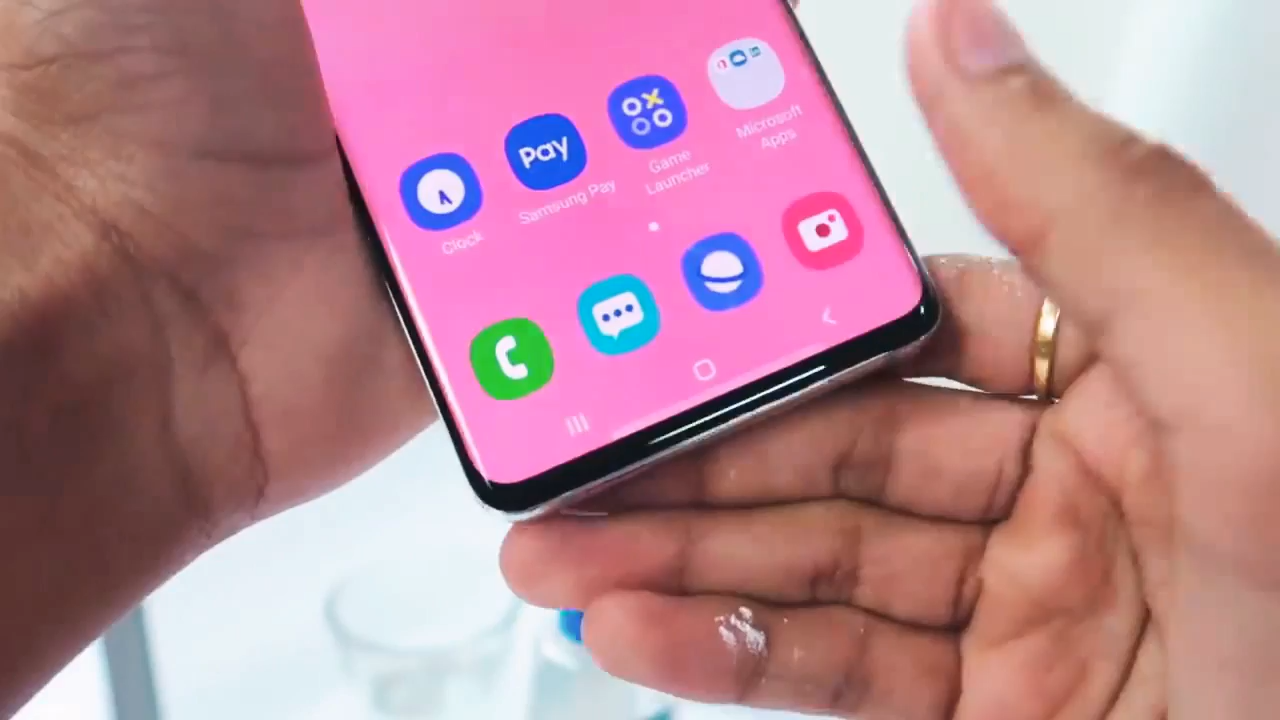 pay
Clock
Samsung Pay
Game
Launcher
Microsoft
Apps